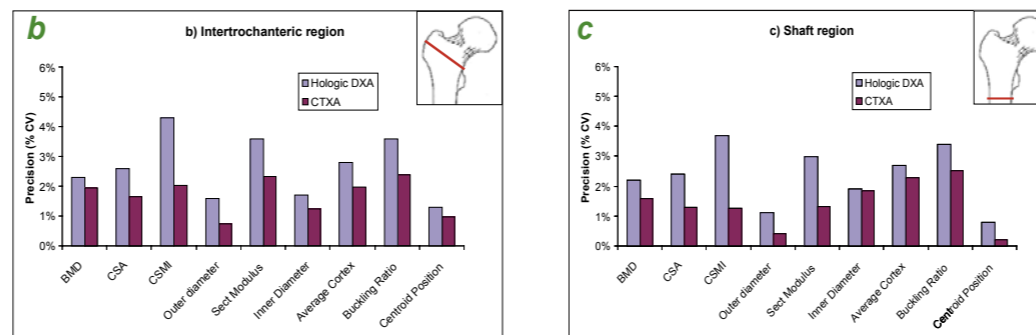 b
b) Intertrochanteric region
Hologic DXA
CTXA
Precision (% CV)
6%
5%
4%
3%
2%
1%
0%
BMD
CSA
CSMI
Outer diameter
Sect Modulus
Inner Diameter
Average Cortex
Buckling Ratio
Centroid Position
c
c) Shaft region
Hologic DXA
CTXA
Precision (% CV)
6%
5%
4%
3%
2%
1%
0%
BMD
CSA
CSMI
Outer diameter
Sect Modulus
Inner Diameter
Average Cortex
Buckling Ratio
Centroid Position